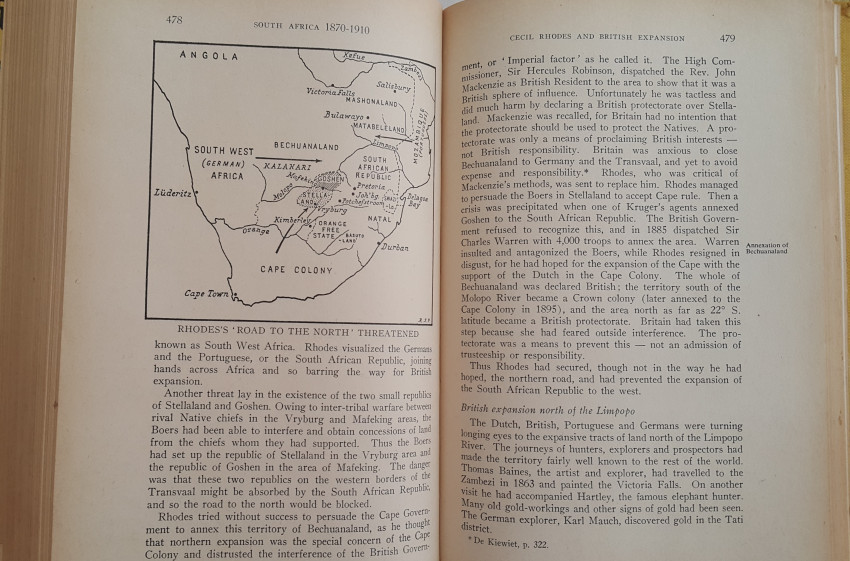 478
SOUTH AFRICA 1870-1910
ANGOLA
Kafue
Zambezi
Salisbury
Victoria Falls
MASHONALAND
Bulawayo
MATABELELAND
MOZAMBIQUE
Limpopo
BECHUANALAND
SOUTH WEST
(GERMAN)
AFRICA
KALAHARI
SOUTH
AFRICAN
REPUBLIC
Mafeking
GOSHEN
Pretoria
Joh'bg
Potchefstroom
Delagoa
Bay
Lüderitz
Molopo
STELLA-
LAND
Vryburg
Kimberley
NATAL
ORANGE
FREE
STATE
BASUTO
-LAND
Orange
Durban
CAPE COLONY
Cape Town
RHODES'S 'ROAD TO THE NORTH' THREATENED
known as South West Africa. Rhodes visualized the Germans
and the Portuguese, or the South African Republic, joining
hands across Africa and so barring the way for British
expansion.
Another threat lay in the existence of the two small republics
of Stellaland and Goshen. Owing to inter-tribal warfare between
rival Native chiefs in the Vryburg and Mafeking areas, the
Boers had been able to interfere and obtain concessions of land
from the chiefs whom they had supported. Thus the Boers
had set up the republic of Stellaland in the Vryburg area and
the republic of Goshen in the area of Mafeking. The danger
was that these two republics on the western borders of the
Transvaal might be absorbed by the South African Republic,
and so the road to the north would be blocked.
Rhodes tried without success to persuade the Cape Govern-
ment to annex this territory of Bechuanaland, as he thought
that northern expansion was the special concern of the Cape
Colony and distrusted the interference of the British Govern-
CECIL RHODES AND BRITISH EXPANSION
479
ment, or 'Imperial factor' as he called it. The High Com-
missioner, Sir Hercules Robinson, dispatched the Rev. John
Mackenzie as British Resident to the area to show that it was a
British sphere of influence. Unfortunately he was tactless and
did much harm by declaring a British protectorate over Stella-
land. Mackenzie was recalled, for Britain had no intention that
the protectorate should be used to protect the Natives. A pro-
tectorate was only a means of proclaiming British interests —
not British responsibility. Britain was anxious to close
Bechuanaland to Germany and the Transvaal, and yet to avoid
expense and responsibility.* Rhodes, who was critical of
Mackenzie's methods, was sent to replace him. Rhodes managed
to persuade the Boers in Stellaland to accept Cape rule. Then a
crisis was precipitated when one of Kruger's agents annexed
Goshen to the South African Republic. The British Govern-
ment refused to recognize this, and in 1885 dispatched Sir
Charles Warren with 4,000 troops to annex the area. Warren
insulted and antagonized the Boers, while Rhodes resigned in
disgust, for he had hoped for the expansion of the Cape with the
support of the Dutch in the Cape Colony. The whole of
Bechuanaland was declared British; the territory south of the
Molopo River became a Crown colony (later annexed to the
Cape Colony in 1895), and the area north as far as 22° S.
latitude became a British protectorate. Britain had taken this
step because she had feared outside interference. The pro-
tectorate was a means to prevent this — not an admission of
trusteeship or responsibility.
Thus Rhodes had secured, though not in the way he had
hoped, the northern road, and had prevented the expansion of
the South African Republic to the west.
Annexation of
Bechuanaland
British expansion north of the Limpopo
The Dutch, British, Portuguese and Germans were turning
longing eyes to the expansive tracts of land north of the Limpopo
River. The journeys of hunters, explorers and prospectors had
made the territory fairly well known to the rest of the world.
Thomas Baines, the artist and explorer, had travelled to the
Zambezi in 1863 and painted the Victoria Falls. On another
visit he had accompanied Hartley, the famous elephant hunter.
Many old gold-workings and other signs of gold had been seen.
The German explorer, Karl Mauch, discovered gold in the Tati
district.
* De Kiewiet, p. 322.